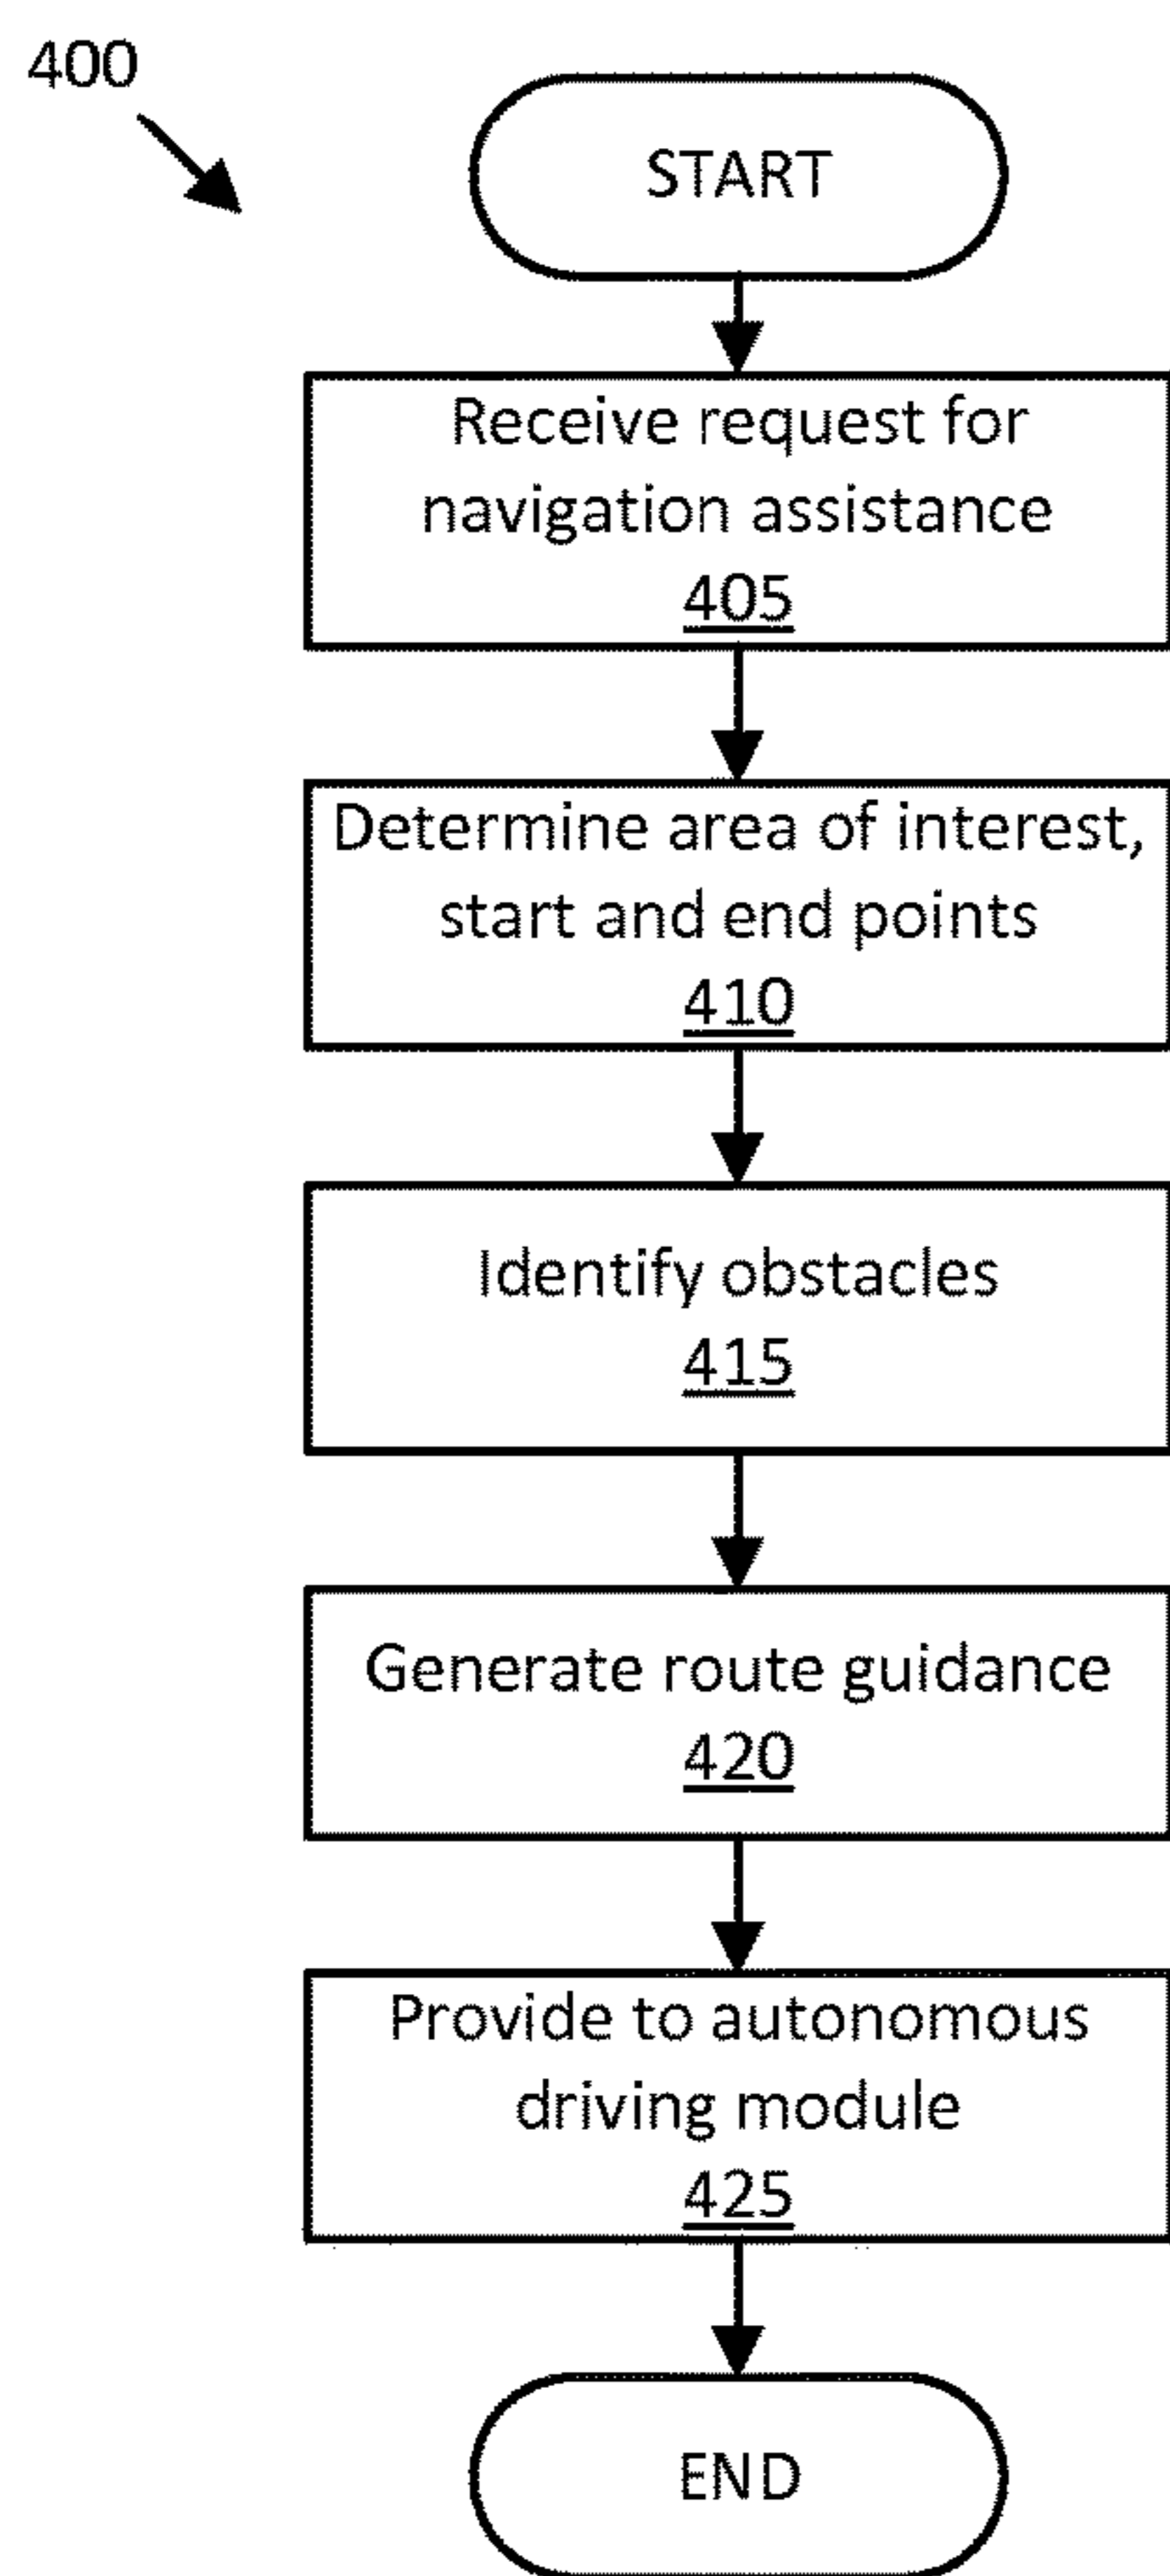 400
START
Receive request for
navigation assistance
405
Determine area of interest,
start and end points
410
Identify obstacles
415
Generate route guidance
420
Provide to autonomous
driving module
425
END